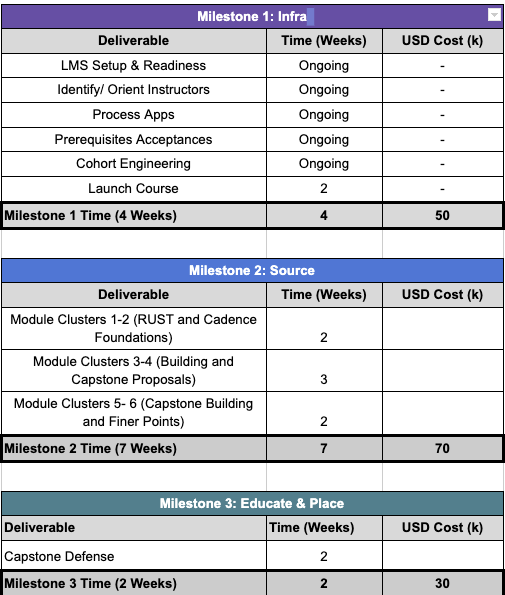 Milestone 1: Infra
Deliverable Time (Weeks) USD Cost (k)
LMS Setup & Readiness Ongoing -
Identify/ Orient Instructors Ongoing -
Process Apps Ongoing -
Prerequisites Acceptances Ongoing -
Cohort Engineering Ongoing -
Launch Course 2 -
Milestone 1 Time (4 Weeks) 4 50
Milestone 2: Source
Deliverable Time (Weeks) USD Cost (k)
Module Clusters 1-2 (RUST and Cadence
Foundations) 2
Module Clusters 3-4 (Building and
Capstone Proposals) 3
Module Clusters 5- 6 (Capstone Building
and Finer Points) 2
Milestone 2 Time (7 Weeks) 7 70
Milestone 3: Educate & Place
Deliverable Time (Weeks) USD Cost (k)
Capstone Defense 2
Milestone 3 Time (2 Weeks) 2 30